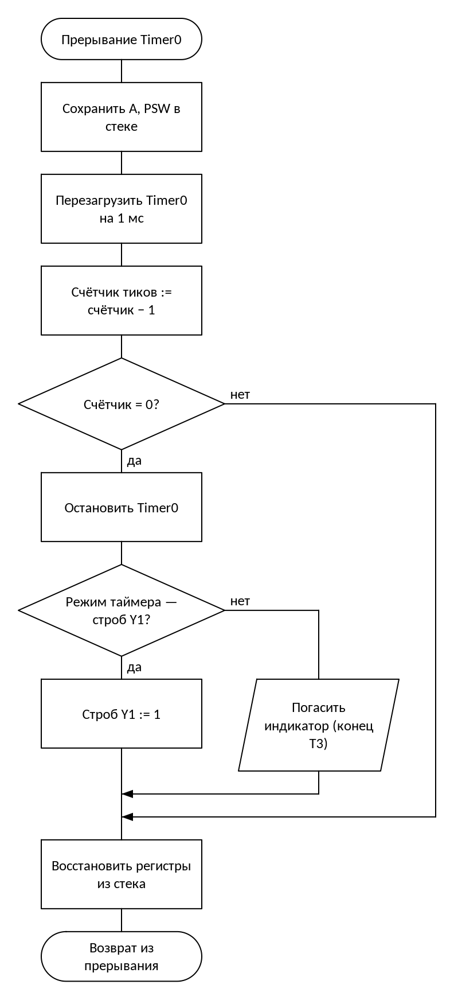 Прерывание Timer0
Сохранить A, PSW в
стеке
Перезагрузить Timer0
на 1 мс
Счётчик тиков :=
счётчик − 1
Счётчик = 0?
нет
да
Остановить Timer0
Режим таймера —
строб Y1?
нет
да
Строб Y1 := 1
Погасить
индикатор (конец
T3)
Восстановить регистры
из стека
Возврат из
прерывания